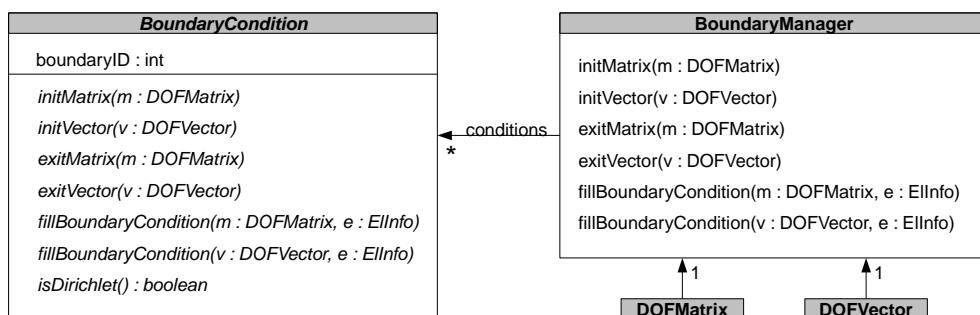 BoundaryCondition
boundaryID : int
initMatrix(m : DOFMatrix)
initVector(v : DOFVector)
exitMatrix(m : DOFMatrix)
exitVector(v : DOFVector)
fillBoundaryCondition(m : DOFMatrix, e : ElInfo)
fillBoundaryCondition(v : DOFVector, e : ElInfo)
isDirichlet() : boolean
conditions
*
BoundaryManager
initMatrix(m : DOFMatrix)
initVector(v : DOFVector)
exitMatrix(m : DOFMatrix)
exitVector(v : DOFVector)
fillBoundaryCondition(m : DOFMatrix, e : ElInfo)
fillBoundaryCondition(v : DOFVector, e : ElInfo)
1
1
DOFMatrix
DOFVector